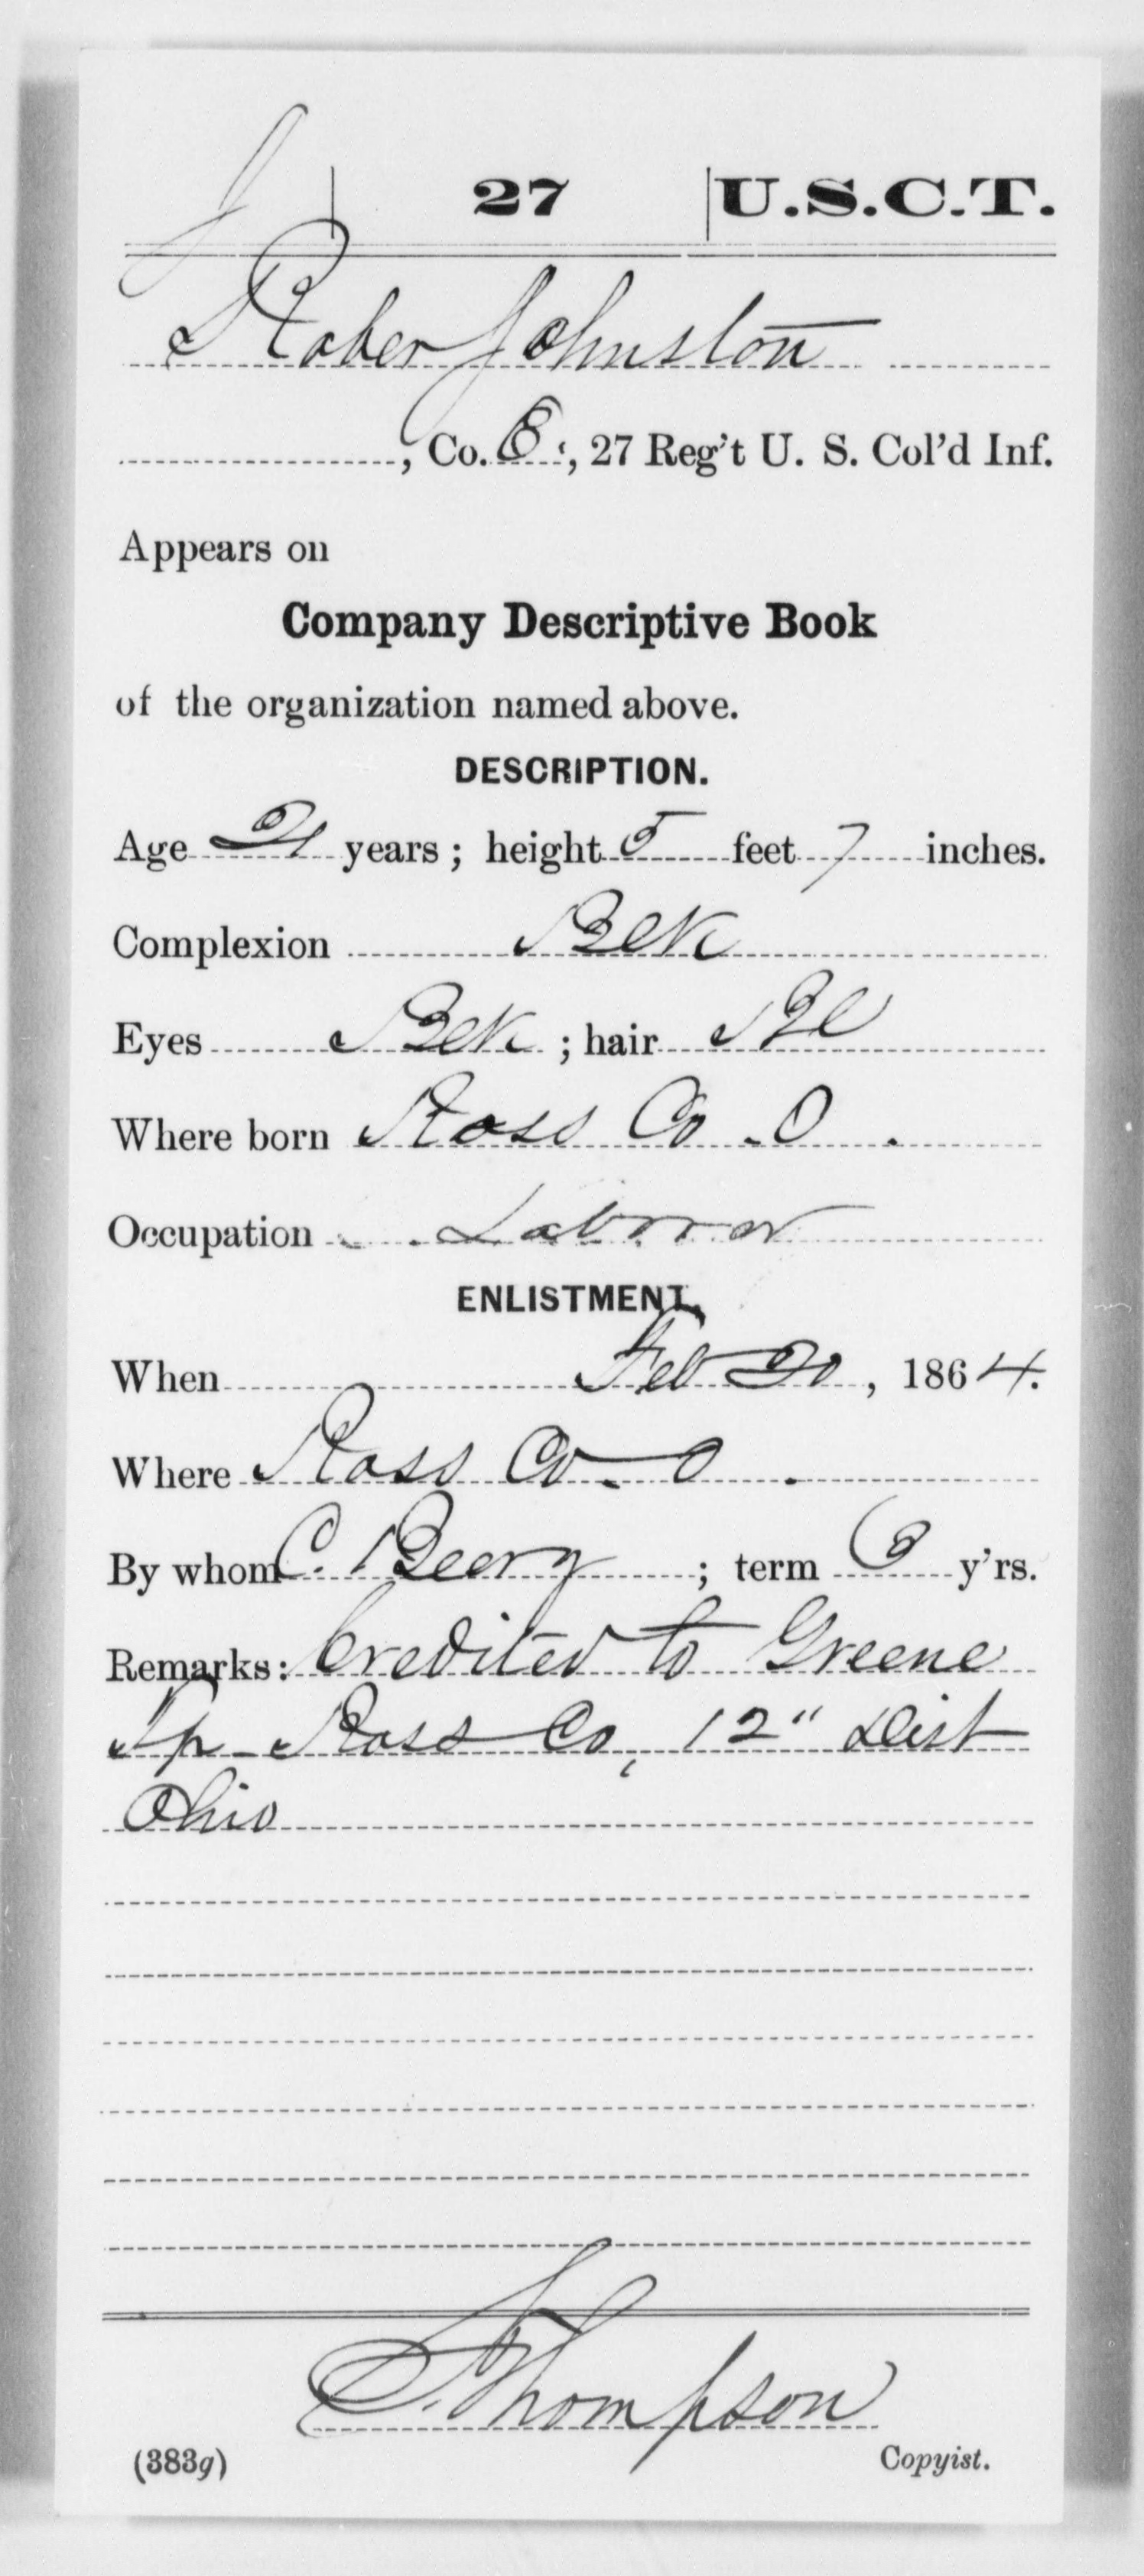 J | 27 | U.S.C.T.
Raber Johnston
, Co. E, 27 Reg't U. S. Col'd Inf.
Appears on
Company Descriptive Book
of the organization named above.
DESCRIPTION.
Age 21 years; height 5 feet 7 inches.
Complexion Blk
Eyes Blk; hair Bl
Where born Ross Co. O.
Occupation Laborer
ENLISTMENT.
When Feb 20, 1864.
Where Ross Co. O.
By whom C. Beery; term 3 y'rs.
Remarks: Credited to Greene
Tp - Ross Co, 12" Dist
Ohio
S. Thompson
(383g) Copyist.